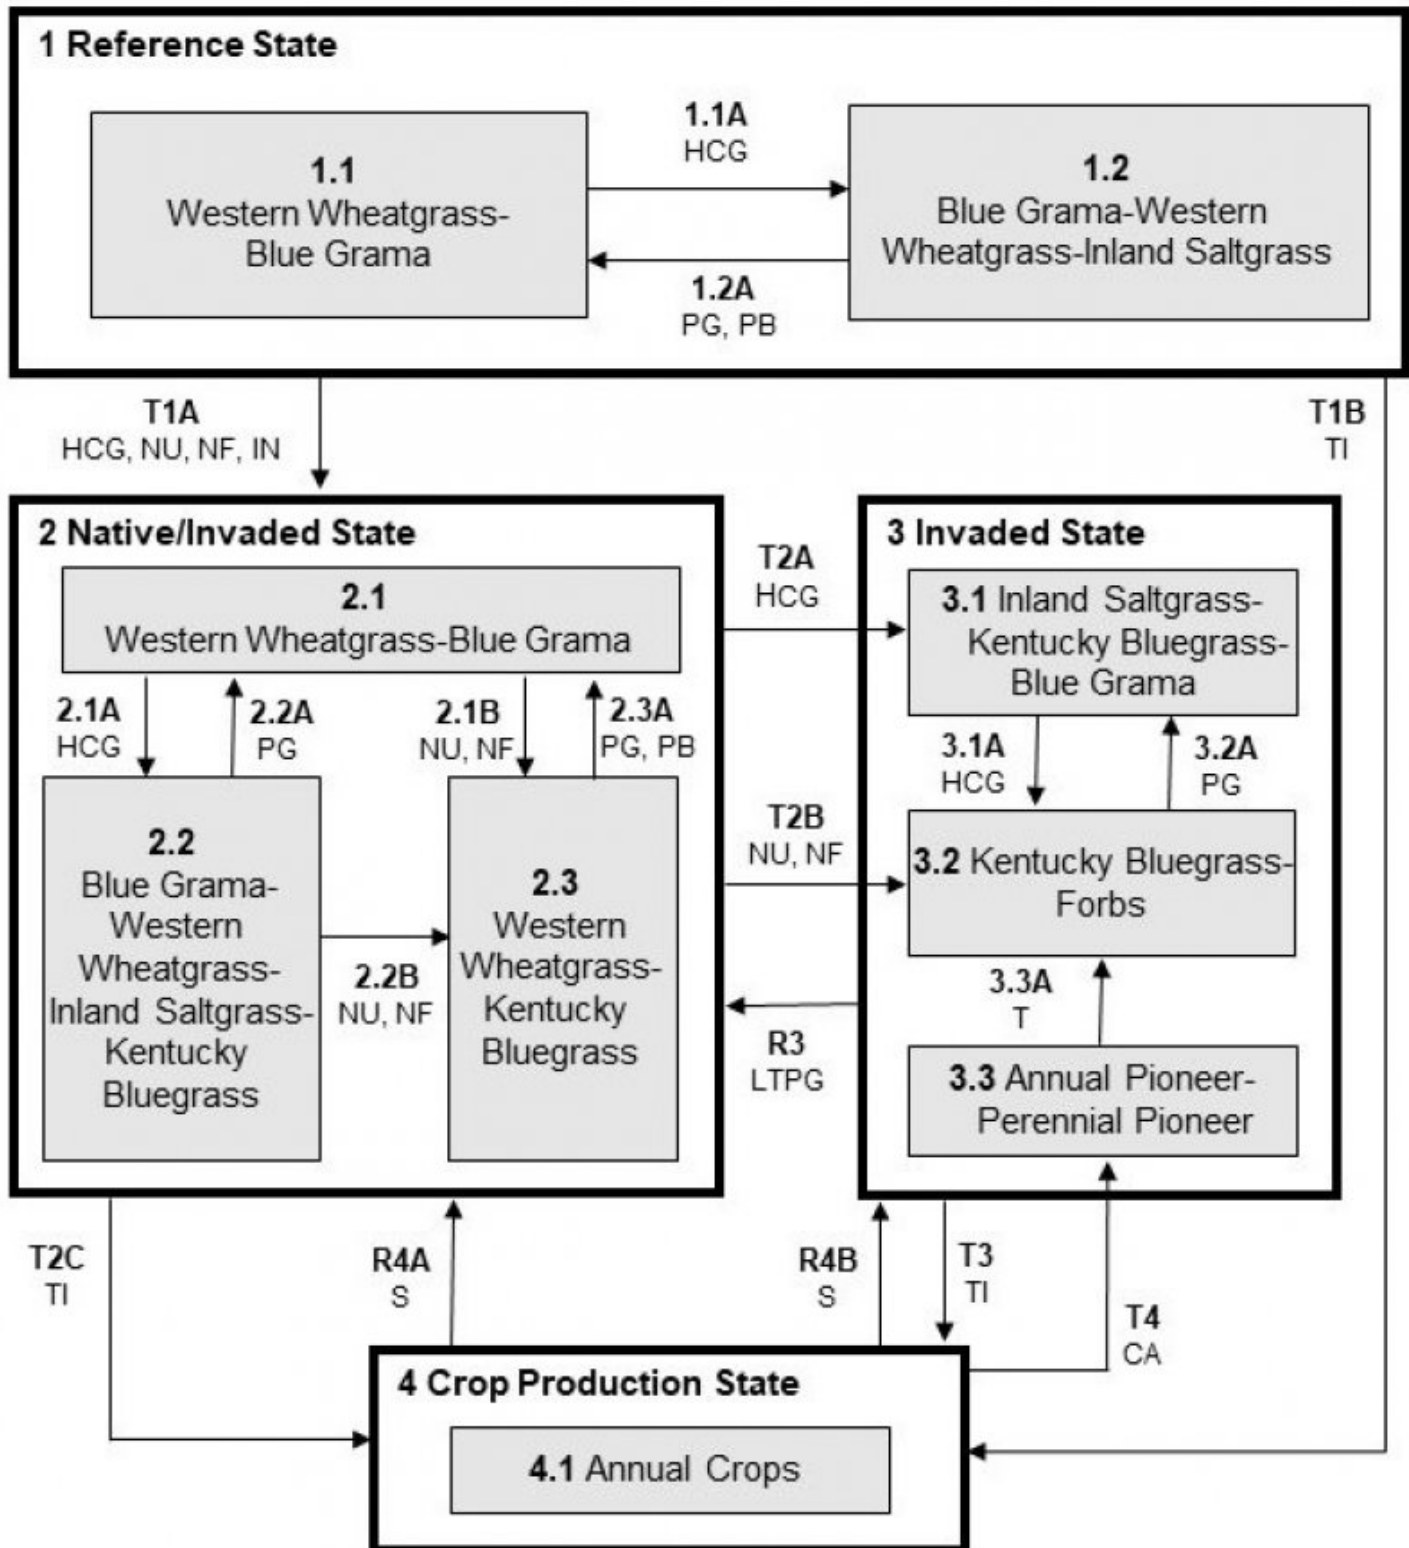 1 Reference State
1.1
Western Wheatgrass-
Blue Grama
1.1A
HCG
1.2
Blue Grama-Western
Wheatgrass-Inland Saltgrass
1.2A
PG, PB
T1A
HCG, NU, NF, IN
T1B
TI
2 Native/Invaded State
2.1
Western Wheatgrass-Blue Grama
2.1A
HCG
2.2A
PG
2.1B
NU, NF
2.3A
PG, PB
2.2
Blue Grama-
Western
Wheatgrass-
Inland Saltgrass-
Kentucky
Bluegrass
2.2B
NU, NF
2.3
Western
Wheatgrass-
Kentucky
Bluegrass
T2A
HCG
T2B
NU, NF
R3
LTPG
3 Invaded State
3.1 Inland Saltgrass-
Kentucky Bluegrass-
Blue Grama
3.1A
HCG
3.2A
PG
3.2 Kentucky Bluegrass-
Forbs
3.3A
T
3.3 Annual Pioneer-
Perennial Pioneer
T2C
TI
R4A
S
R4B
S
T3
TI
T4
CA
4 Crop Production State
4.1 Annual Crops